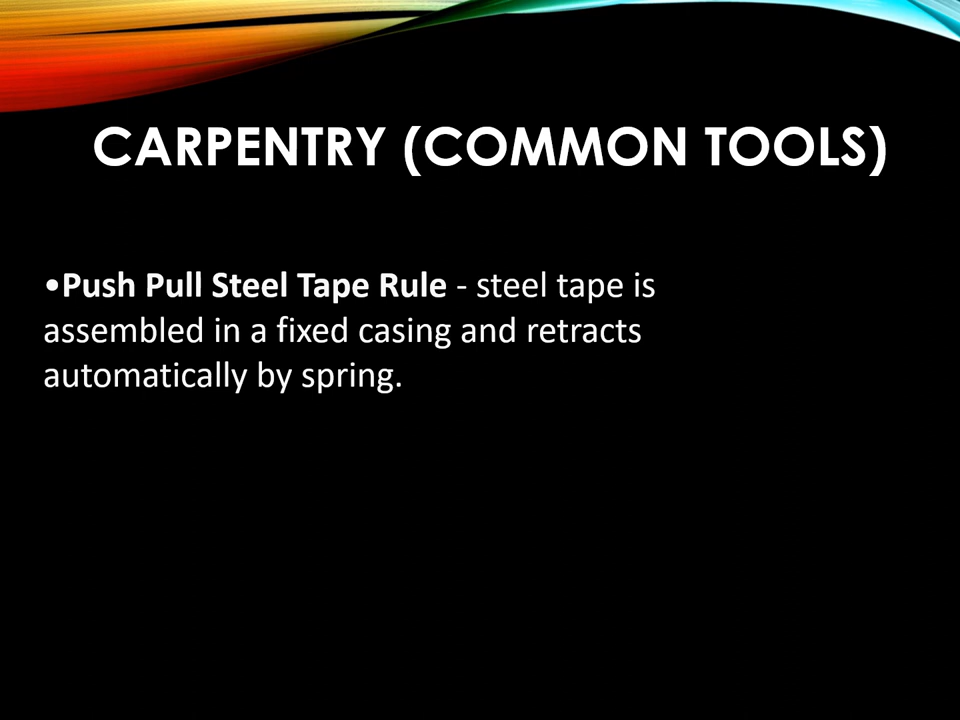 CARPENTRY (COMMON TOOLS)
•Push Pull Steel Tape Rule - steel tape is
assembled in a fixed casing and retracts
automatically by spring.